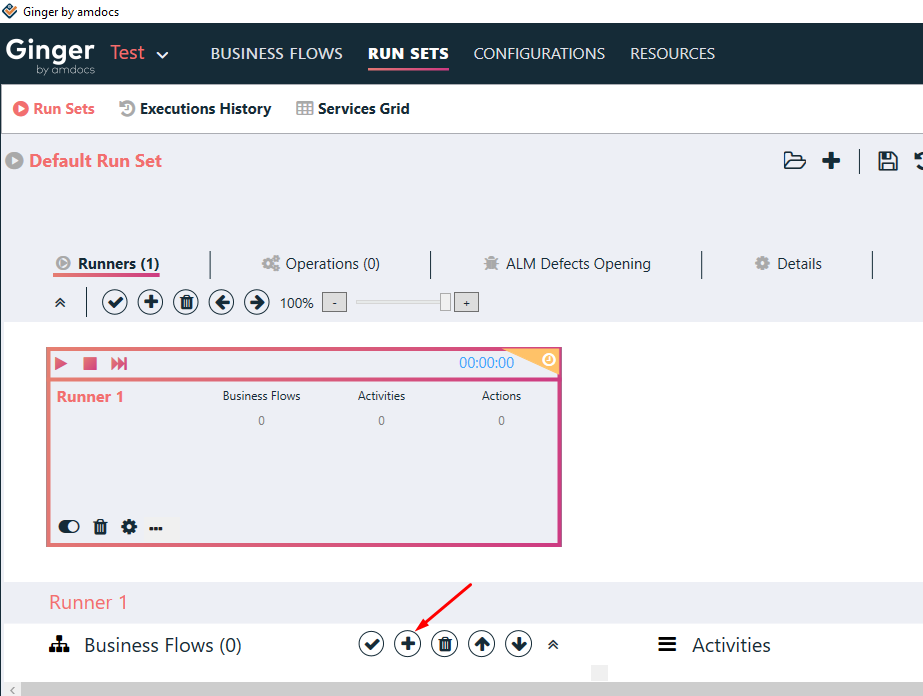 Ginger by amdocs
Ginger by amdocs Test BUSINESS FLOWS RUN SETS CONFIGURATIONS RESOURCES
Run Sets Executions History Services Grid
Default Run Set
Runners (1) Operations (0) ALM Defects Opening Details
100% - +
00:00:00
Runner 1 Business Flows Activities Actions
0 0 0
Runner 1
Business Flows (0) Activities